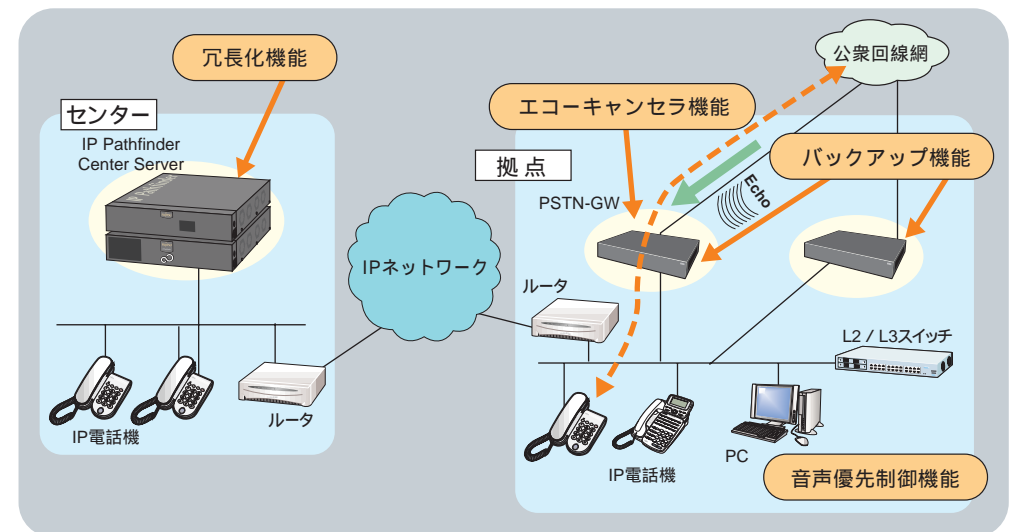 冗長化機能
公衆回線網
センター
エコーキャンセラ機能
IP Pathfinder
Center Server
拠 点
バックアップ機能
IP Pathfinder
Echo
PSTN-GW
IPネットワーク
ルータ
L2 / L3スイッチ
ルータ
IP電話機
IP電話機
PC
音声優先制御機能